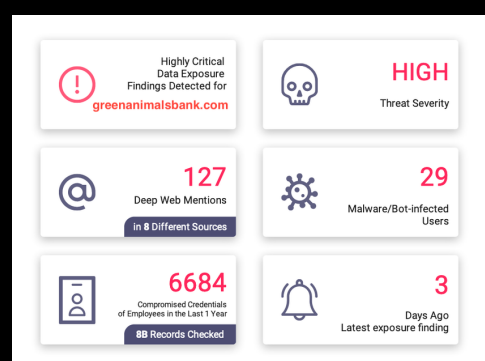 Highly Critical
Data Exposure
Findings Detected for
greenanimalsbank.com
HIGH
Threat Severity
127
Deep Web Mentions
in 8 Different Sources
29
Malware/Bot-infected
Users
6684
Compromised Credentials
of Employees in the Last 1 Year
8B Records Checked
3
Days Ago
Latest exposure finding